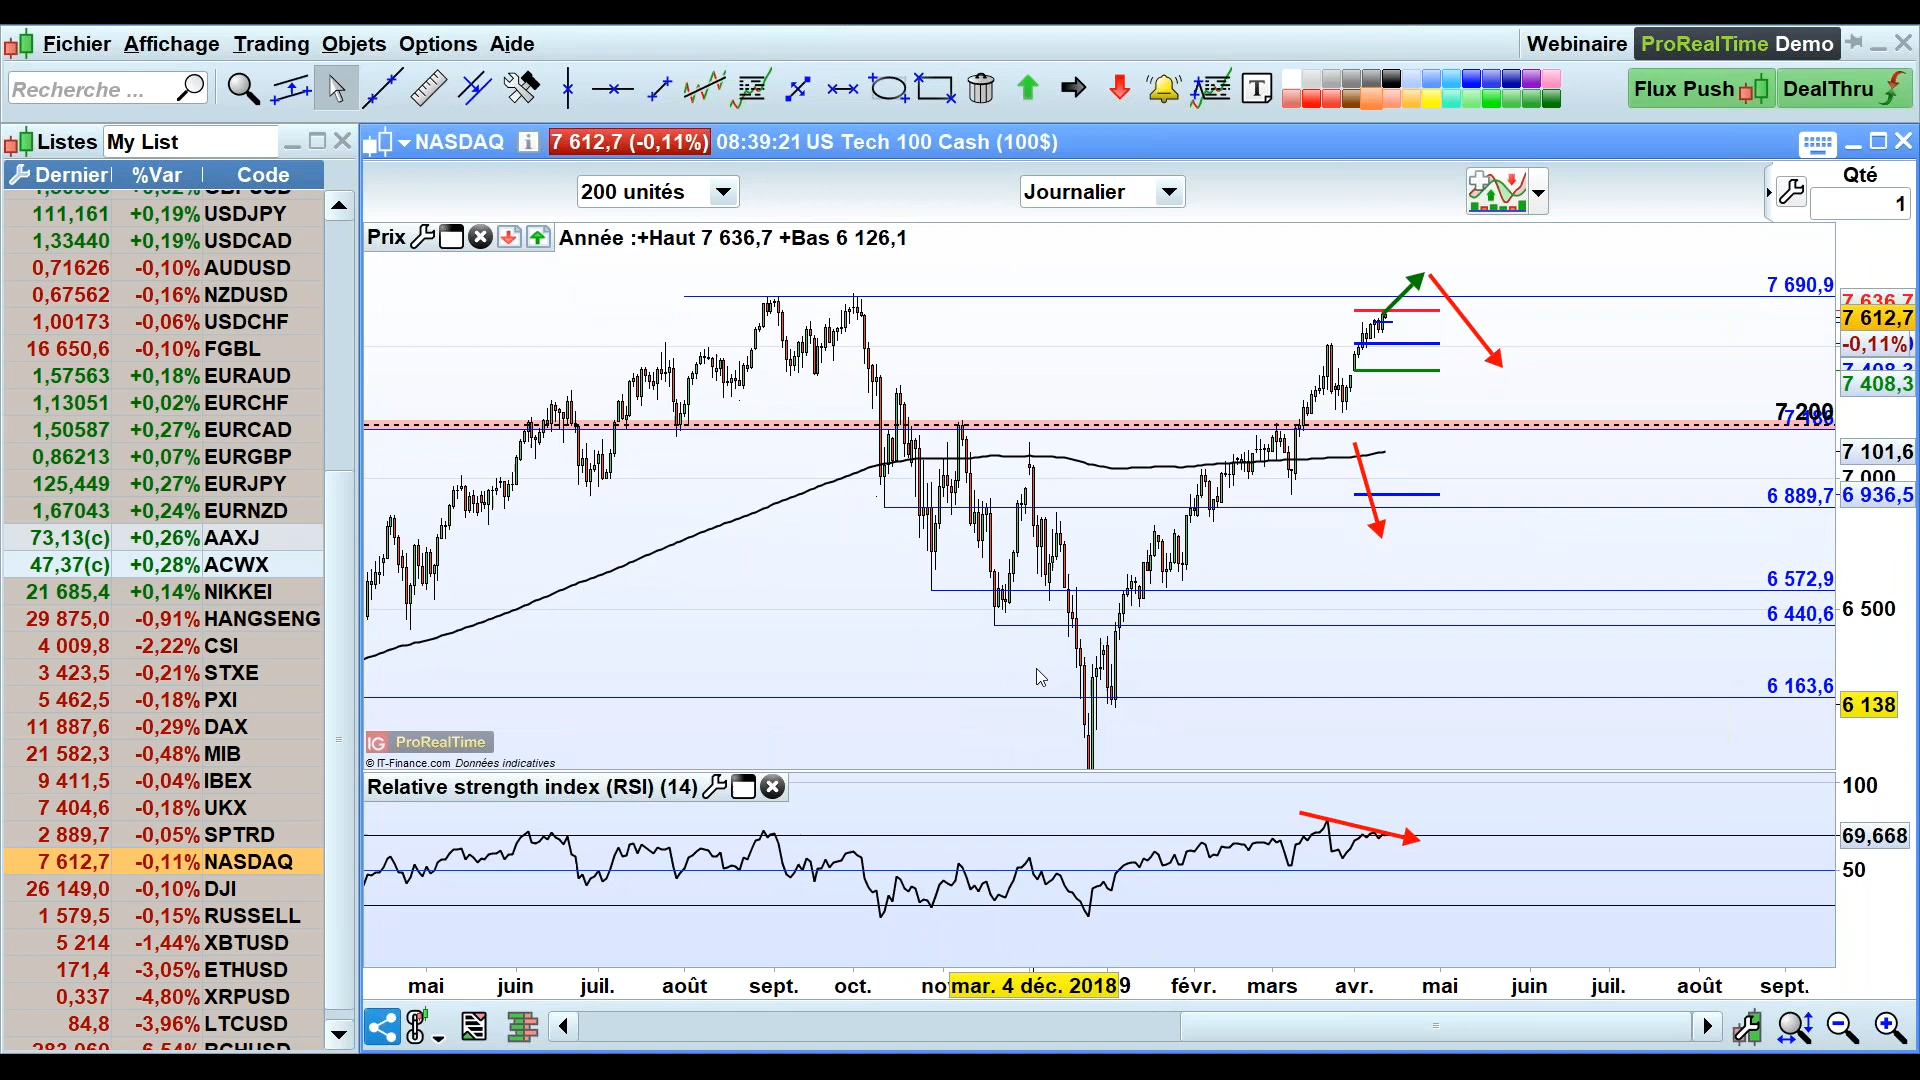 Fichier Affichage Trading Objets Options Aide
Webinaire ProRealTime Demo
Recherche ...
T
Flux Push DealThru
Listes My List
NASDAQ i 7 612,7 (-0,11%) 08:39:21 US Tech 100 Cash (100$)
Dernier %Var Code
111,161 +0,19% USDJPY
1,33440 +0,19% USDCAD
0,71626 -0,10% AUDUSD
0,67562 -0,16% NZDUSD
1,00173 -0,06% USDCHF
16 650,6 -0,10% FGBL
1,57563 +0,18% EURAUD
1,13051 +0,02% EURCHF
1,50587 +0,27% EURCAD
0,86213 +0,07% EURGBP
125,449 +0,27% EURJPY
1,67043 +0,24% EURNZD
73,13(c) +0,26% AAXJ
47,37(c) +0,28% ACWX
21 685,4 +0,14% NIKKEI
29 875,0 -0,91% HANGSENG
4 009,8 -2,22% CSI
3 423,5 -0,21% STXE
5 462,5 -0,18% PXI
11 887,6 -0,29% DAX
21 582,3 -0,48% MIB
9 411,5 -0,04% IBEX
7 404,6 -0,18% UKX
2 889,7 -0,05% SPTRD
7 612,7 -0,11% NASDAQ
26 149,0 -0,10% DJI
1 579,5 -0,15% RUSSELL
5 214 -1,44% XBTUSD
171,4 -3,05% ETHUSD
0,337 -4,80% XRPUSD
84,8 -3,96% LTCUSD
200 unités
Journalier
Qté
1
Prix
Année :+Haut 7 636,7 +Bas 6 126,1
7 690,9
7 636,7
7 612,7
-0,11%
7 408,3
7 200
7 101,6
7 000
6 889,7
6 936,5
6 572,9
6 500
6 440,6
6 163,6
6 138
IG ProRealTime
© IT-Finance.com Données indicatives
Relative strength index (RSI) (14)
100
69,668
50
mai juin juil. août sept. oct. no mar. 4 déc. 2018 9 févr. mars avr. mai juin juil. août sept.